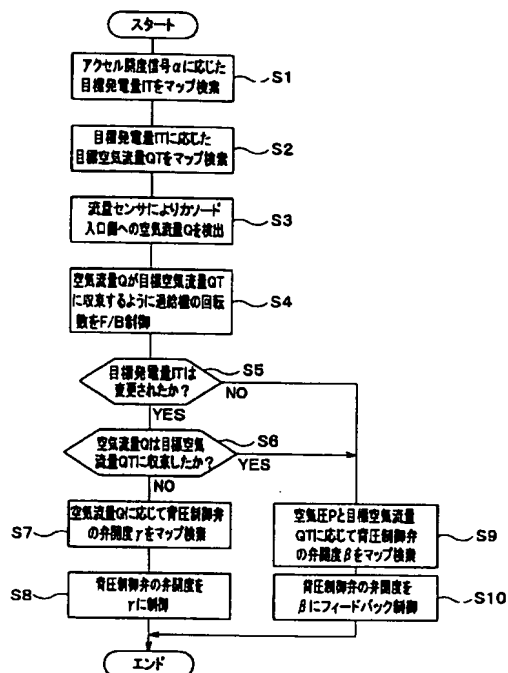 スタート
アクセル開度信号αに応じた
目標発電量ITをマップ検索
S1
目標発電量ITに応じた
目標空気流量QTをマップ検索
S2
流量センサによりカソード
入口側への空気流量Qを検出
S3
空気流量Qが目標空気流量QT
に収束するように過給機の回転
数をF/B制御
S4
目標発電量ITは
変更されたか？
S5
NO
YES
空気流量Qは目標空気
流量QTに収束したか？
S6
YES
NO
空気流量Qに応じて背圧制御弁
の弁開度γをマップ検索
S7
空気圧Pと目標空気流量
QTに応じて背圧制御弁
の弁開度βをマップ検索
S9
背圧制御弁の弁開度を
γに制御
S8
背圧制御弁の弁開度を
βにフィードバック制御
S10
エンド